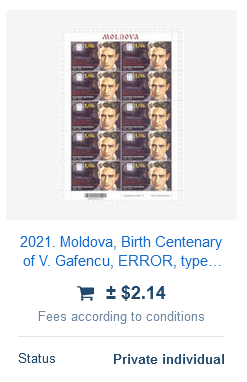 MOLDOVA
2021. Moldova, Birth Centenary
of V. Gafencu, ERROR, type…
± $2.14
Fees according to conditions
Status Private individual